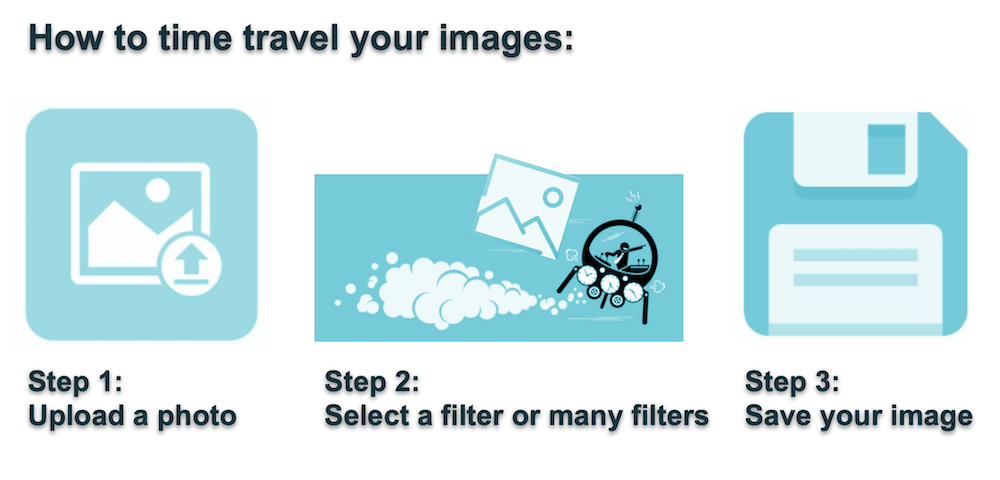 How to time travel your images:
Step 1:
Upload a photo
Step 2:
Select a filter or many filters
Step 3:
Save your image